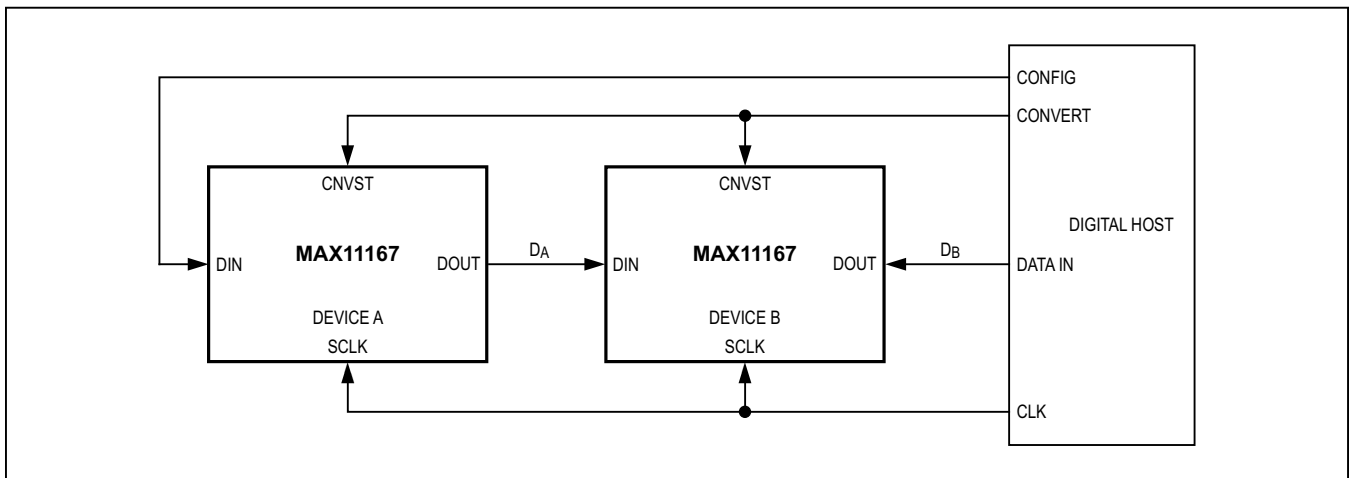 CONFIG
CONVERT
CNVST
CNVST
MAX11167
MAX11167
DIGITAL HOST
DIN
DOUT
DA
DIN
DOUT
DB
DATA IN
DEVICE A
DEVICE B
SCLK
SCLK
CLK